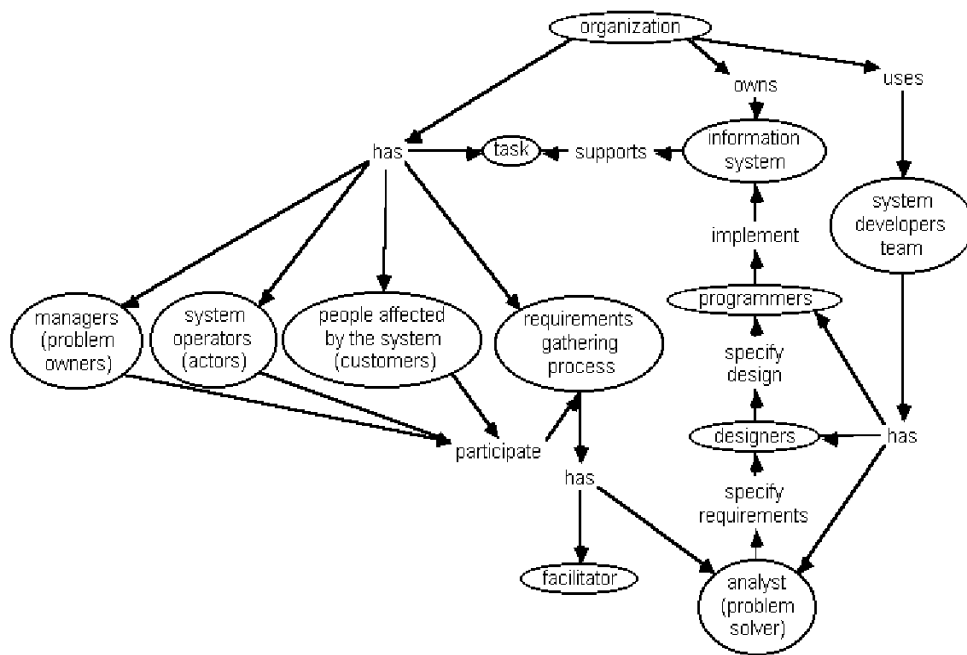 organization
owns
uses
has
task
supports
information
system
system
developers
team
implement
managers
(problem
owners)
system
operators
(actors)
people affected
by the system
(customers)
requirements
gathering
process
programmers
specify
design
participate
designers
has
has
specify
requirements
facilitator
analyst
(problem
solver)